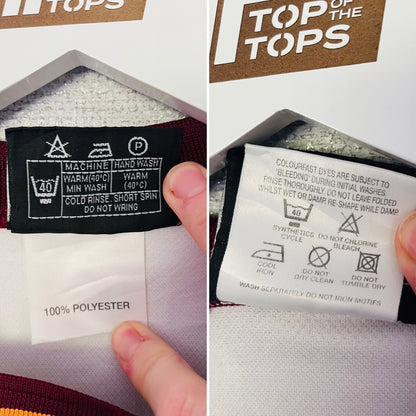 TOP OF THE
TOPS
P
MACHINE HAND WASH
40
WARM(40°C) WARM
MIN WASH (40°C)
COLD RINSE. SHORT SPIN
DO NOT WRING
100% POLYESTER
COLOURFAST DYES ARE SUBJECT TO
'BLEEDING' DURING INITIAL WASHES.
RINSE THOROUGHLY. DO NOT LEAVE FOLDED
WHILST WET OR DAMP RE-SHAPE WHILE DAMP.
40
SYNTHETICS
CYCLE
DO NOT CHLORINE
BLEACH
COOL
IRON
DO NOT
DRY CLEAN
DO NOT
TUMBLE DRY
WASH SEPARATELY DO NOT IRON MOTIFS